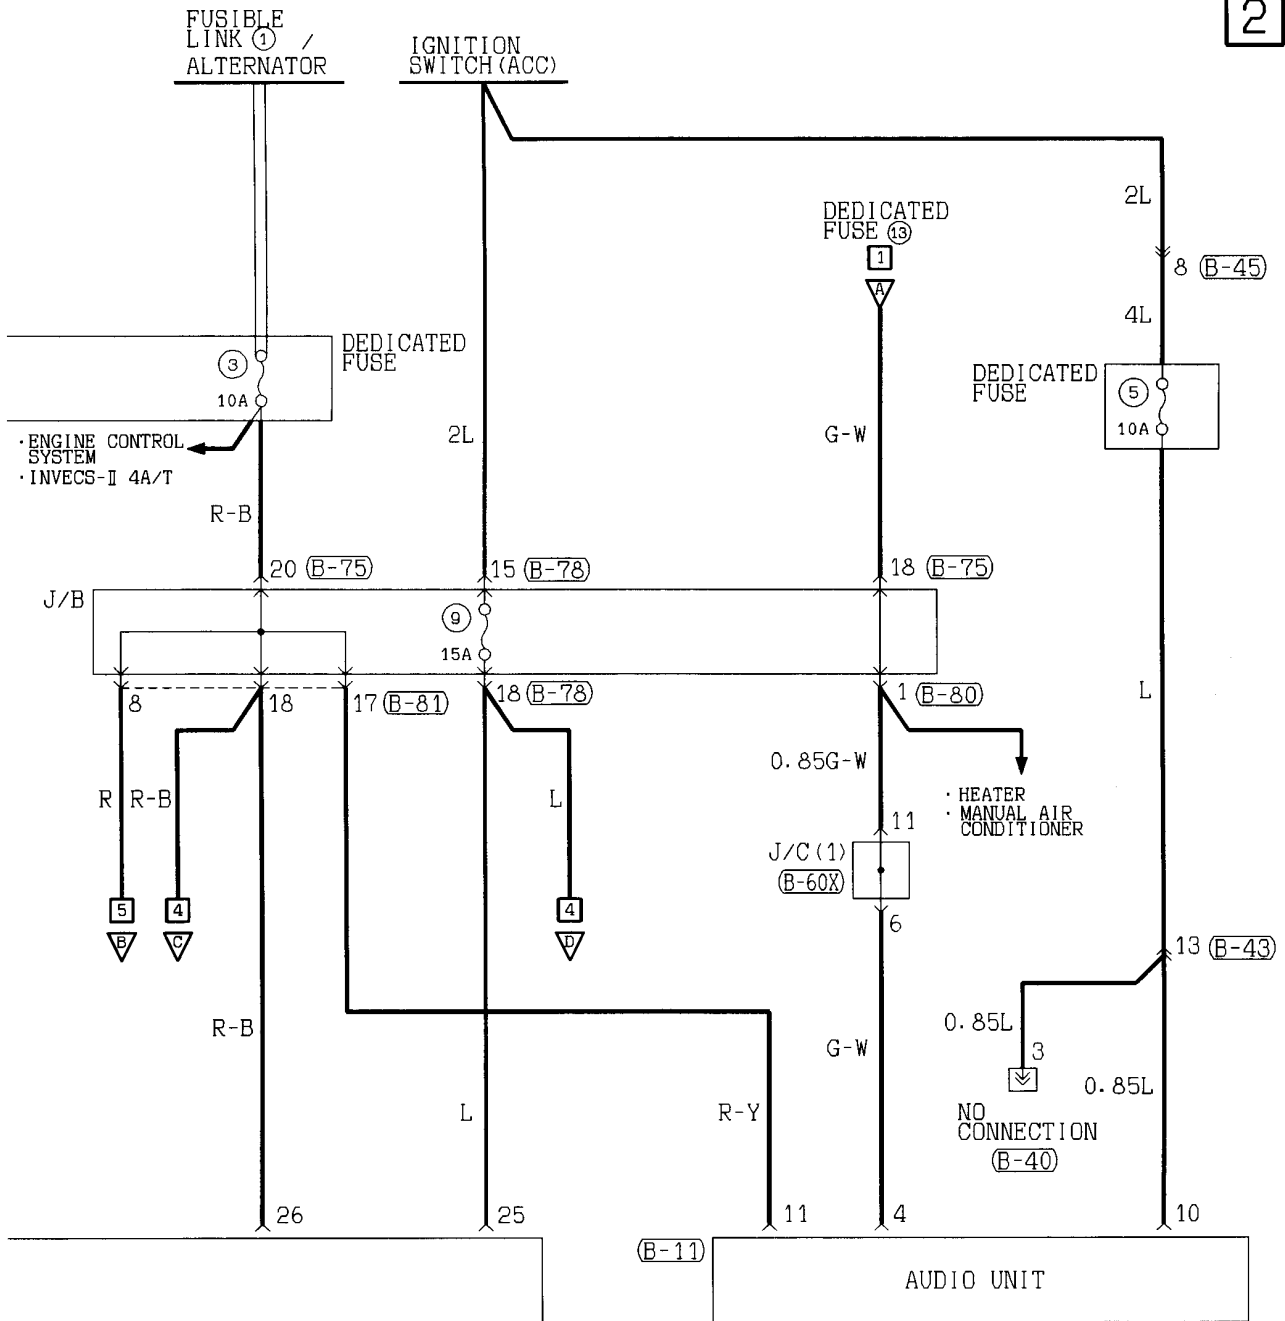 2
FUSIBLE
LINK ① /
ALTERNATOR
IGNITION
SWITCH(ACC)
2L
DEDICATED
FUSE ⑬
1
A
8 (B-45)
4L
DEDICATED
FUSE
3
10A
DEDICATED
FUSE
5
10A
·ENGINE CONTROL
SYSTEM
·INVECS-Ⅱ 4A/T
2L
G-W
R-B
20 (B-75)
15 (B-78)
18 (B-75)
J/B
9
15A
8
18
17 (B-81)
18 (B-78)
1 (B-80)
L
0.85G-W
R
R-B
L
·HEATER
·MANUAL AIR
CONDITIONER
11
J/C(1)
(B-60X)
6
5
4
4
B
C
D
13 (B-43)
R-B
0.85L
G-W
3
0.85L
L
R-Y
NO
CONNECTION
(B-40)
26
25
11
4
10
(B-11)
AUDIO UNIT